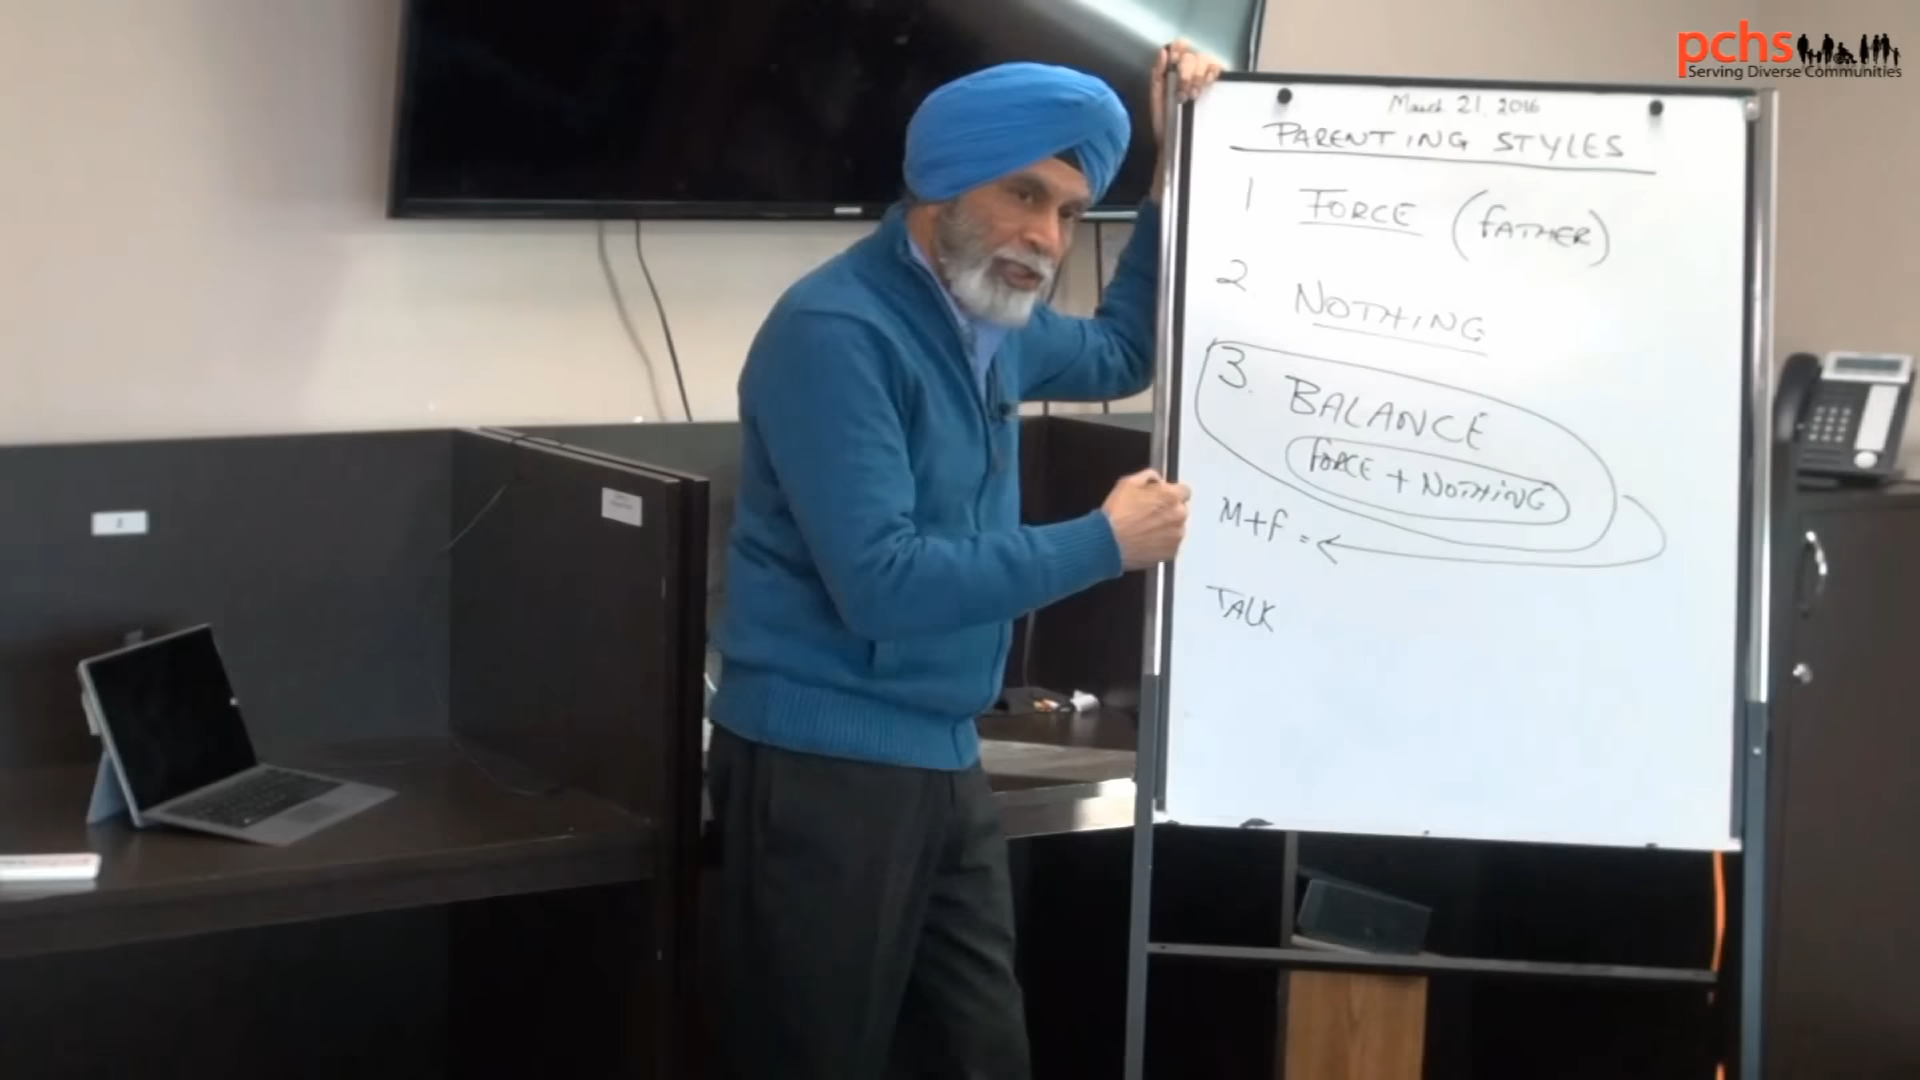 pchs
Serving Diverse Communities
March 21, 2016
PARENTING STYLES
1 FORCE (FATHER)
2. NOTHING
3. BALANCE
FORCE + NOTHING
M+F =
TALK